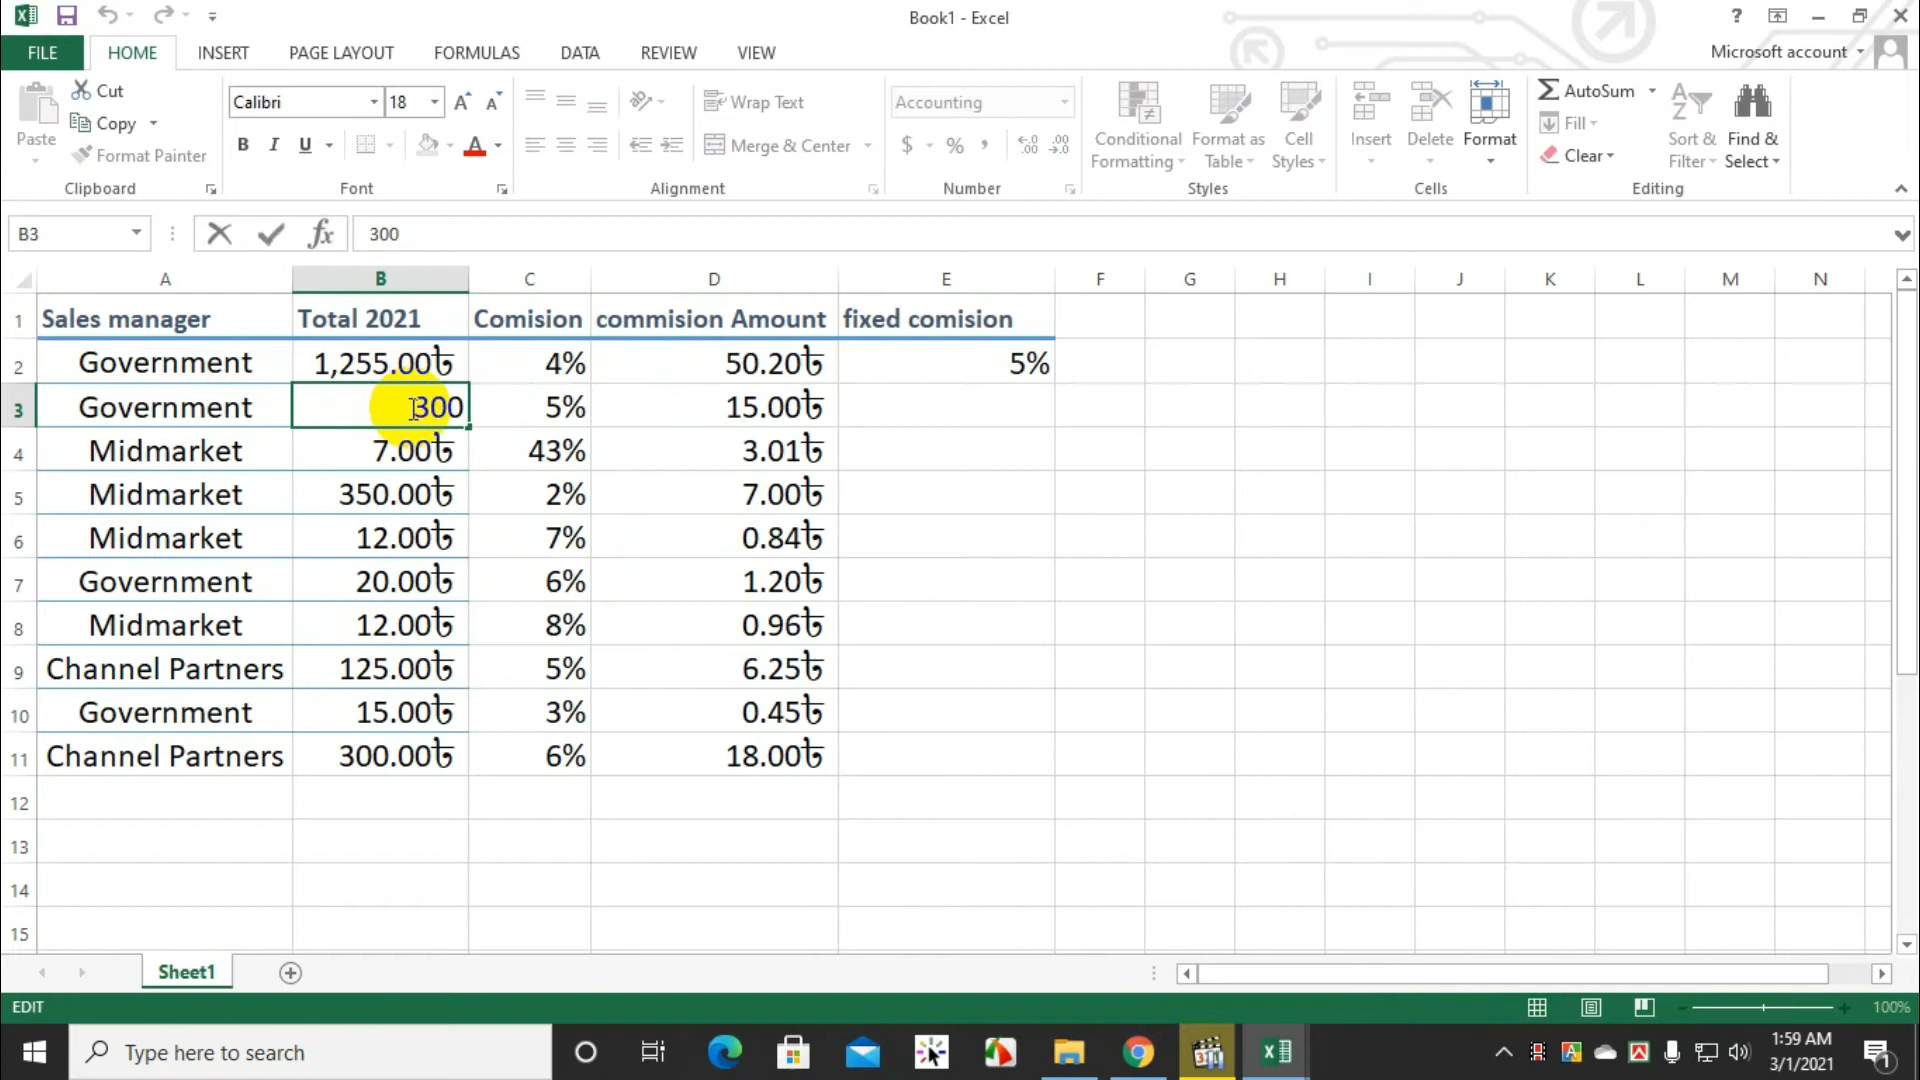 Book1 - Excel
?
FILE HOME INSERT PAGE LAYOUT FORMULAS DATA REVIEW VIEW Microsoft account
Paste Cut Calibri 18 Wrap Text Accounting Conditional Formatting Format as Table Cell Styles Insert Delete Format AutoSum Sort & Filter Find & Select
Copy B I U A Merge & Center $ % , Fill
Format Painter Clear
Clipboard Font Alignment Number Styles Cells Editing
B3 fx 300
A B C D E F G H I J K L M N
1 Sales manager Total 2021 Comision commision Amount fixed comision
2 Government 1,255.00৳ 4% 50.20৳ 5%
3 Government 300 5% 15.00৳
4 Midmarket 7.00৳ 43% 3.01৳
5 Midmarket 350.00৳ 2% 7.00৳
6 Midmarket 12.00৳ 7% 0.84৳
7 Government 20.00৳ 6% 1.20৳
8 Midmarket 12.00৳ 8% 0.96৳
9 Channel Partners 125.00৳ 5% 6.25৳
10 Government 15.00৳ 3% 0.45৳
11 Channel Partners 300.00৳ 6% 18.00৳
12
13
14
15
Sheet1
EDIT 100%
Type here to search 1:59 AM
3/1/2021
1